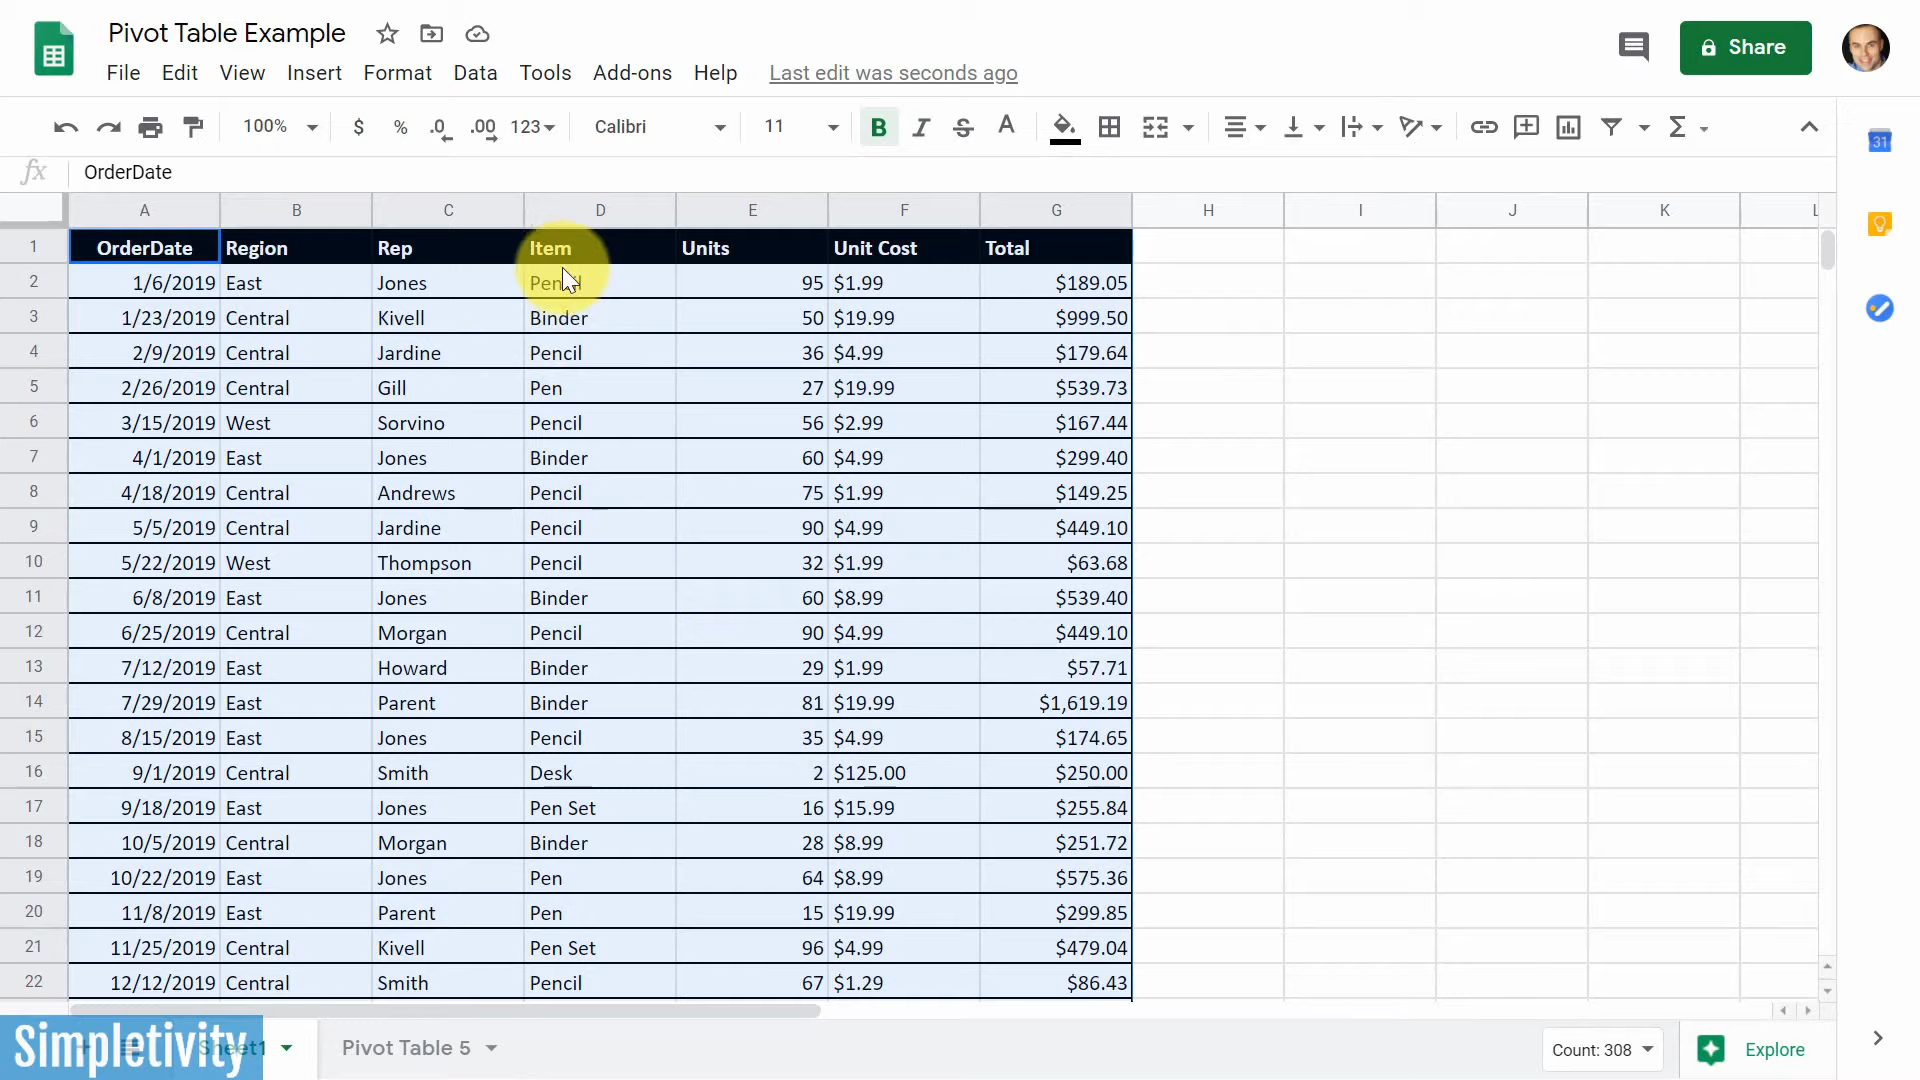 Pivot Table Example
File Edit View Insert Format Data Tools Add-ons Help Last edit was seconds ago
Share
100% $ % .0 .00 123 Calibri 11 B I S A Σ
31
fx OrderDate
A B C D E F G H I J K L
1 OrderDate Region Rep Item Units Unit Cost Total
2 1/6/2019 East Jones Pencil 95 $1.99 $189.05
3 1/23/2019 Central Kivell Binder 50 $19.99 $999.50
4 2/9/2019 Central Jardine Pencil 36 $4.99 $179.64
5 2/26/2019 Central Gill Pen 27 $19.99 $539.73
6 3/15/2019 West Sorvino Pencil 56 $2.99 $167.44
7 4/1/2019 East Jones Binder 60 $4.99 $299.40
8 4/18/2019 Central Andrews Pencil 75 $1.99 $149.25
9 5/5/2019 Central Jardine Pencil 90 $4.99 $449.10
10 5/22/2019 West Thompson Pencil 32 $1.99 $63.68
11 6/8/2019 East Jones Binder 60 $8.99 $539.40
12 6/25/2019 Central Morgan Pencil 90 $4.99 $449.10
13 7/12/2019 East Howard Binder 29 $1.99 $57.71
14 7/29/2019 East Parent Binder 81 $19.99 $1,619.19
15 8/15/2019 East Jones Pencil 35 $4.99 $174.65
16 9/1/2019 Central Smith Desk 2 $125.00 $250.00
17 9/18/2019 East Jones Pen Set 16 $15.99 $255.84
18 10/5/2019 Central Morgan Binder 28 $8.99 $251.72
19 10/22/2019 East Jones Pen 64 $8.99 $575.36
20 11/8/2019 East Parent Pen 15 $19.99 $299.85
21 11/25/2019 Central Kivell Pen Set 96 $4.99 $479.04
22 12/12/2019 Central Smith Pencil 67 $1.29 $86.43
Simpletivity Sheet1 Pivot Table 5 Count: 308 Explore